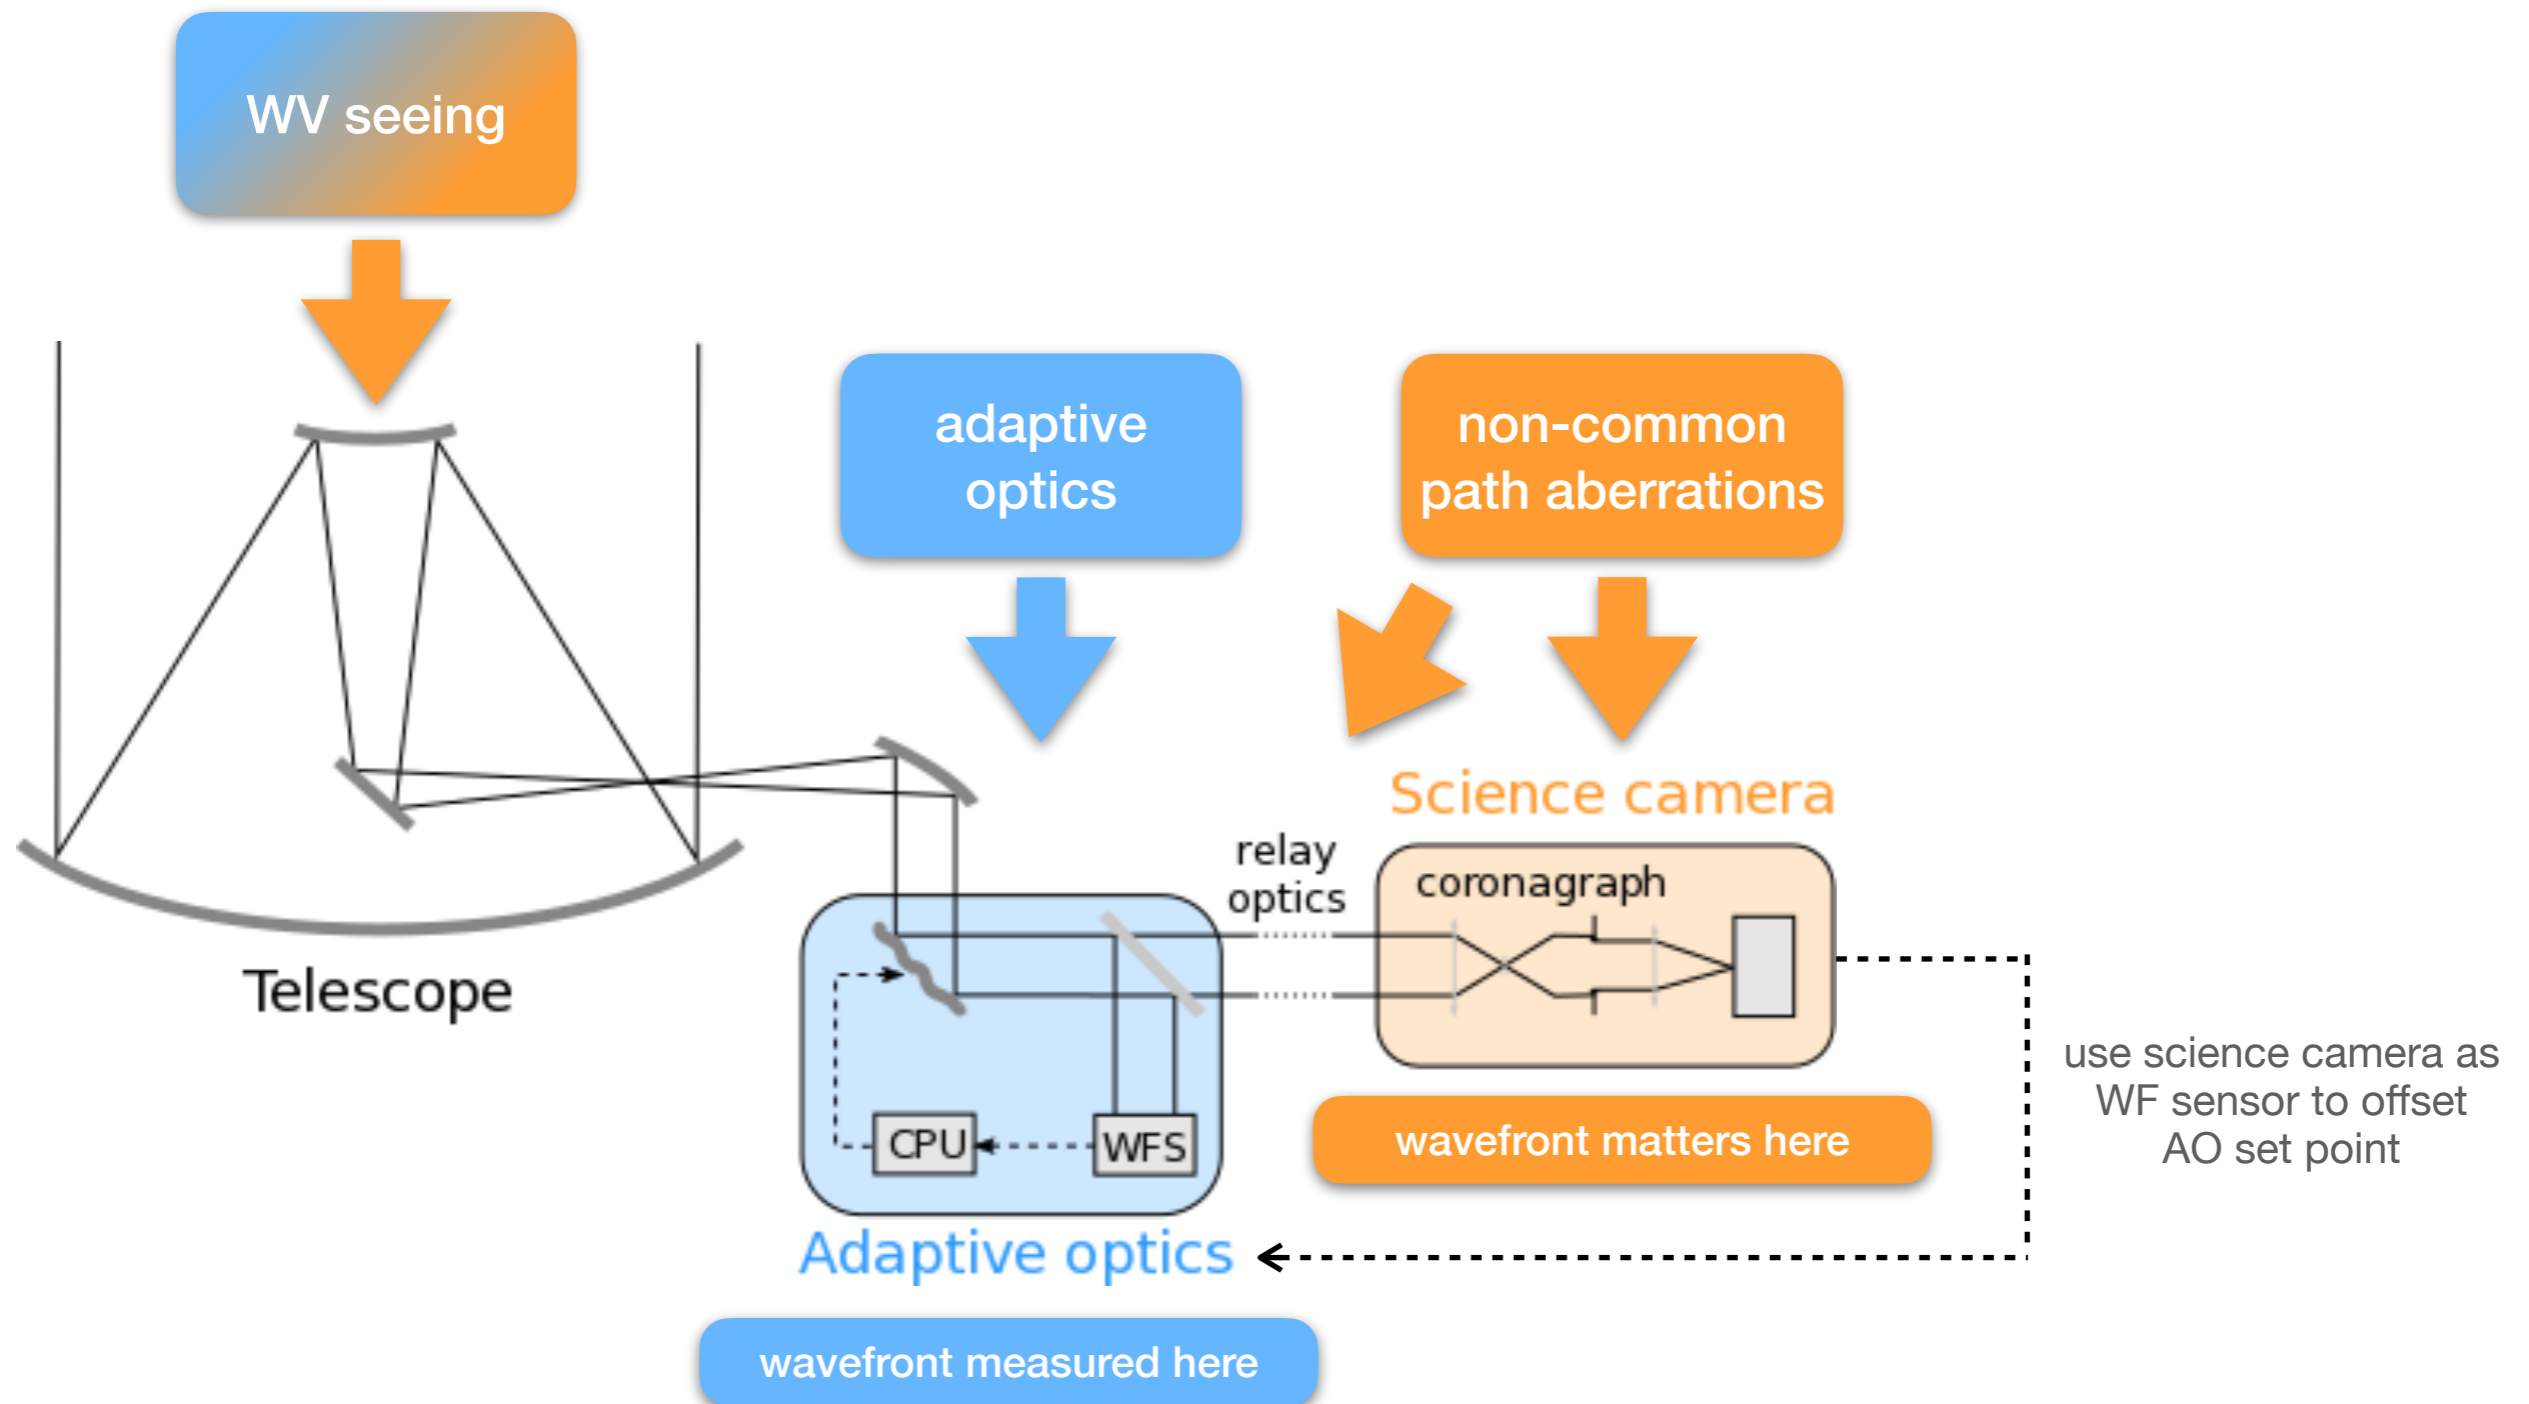 WV seeing
adaptive
optics
non-common
path aberrations
Science camera
relay
optics
coronagraph
Telescope
CPU
WFS
wavefront matters here
use science camera as
WF sensor to offset
AO set point
Adaptive optics
wavefront measured here